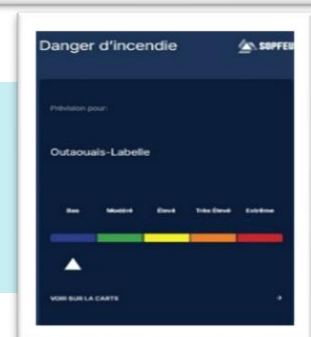 Danger d'incendie SOPFEU
Prévision pour:
Outaouais-Labelle
Bas Modéré Élevé Très Élevé Extrême
VOIR SUR LA CARTE →